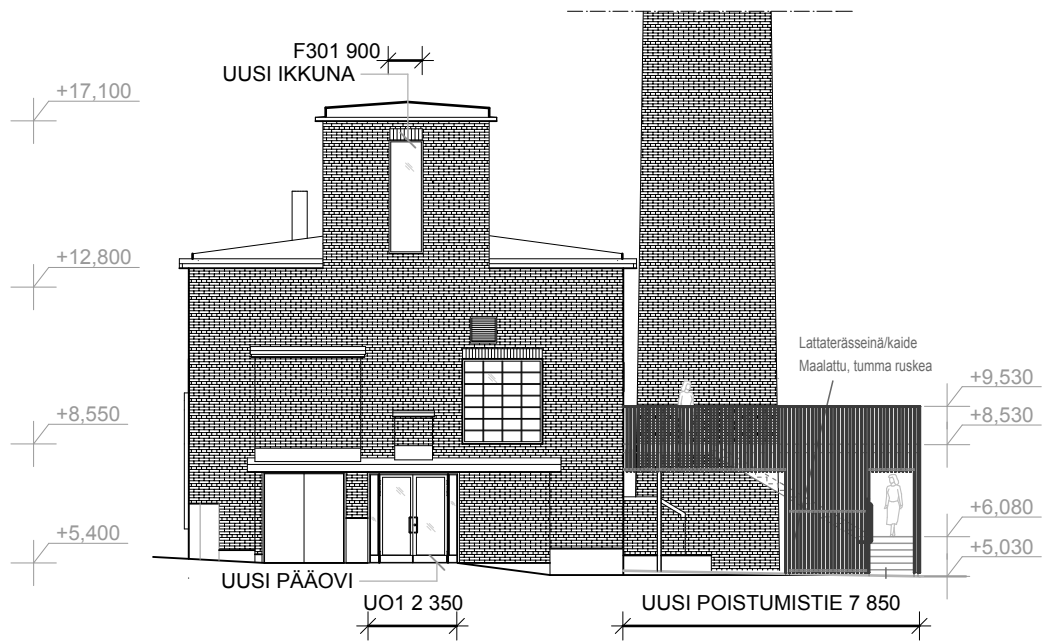 F301 900
UUSI IKKUNA
+17,100
+12,800
Lattaterässeinä/kaide
Maalattu, tumma ruskea
+9,530
+8,550
+8,530
+6,080
+5,400
+5,030
UUSI PÄÄOVI
UO1 2 350
UUSI POISTUMISTIE 7 850